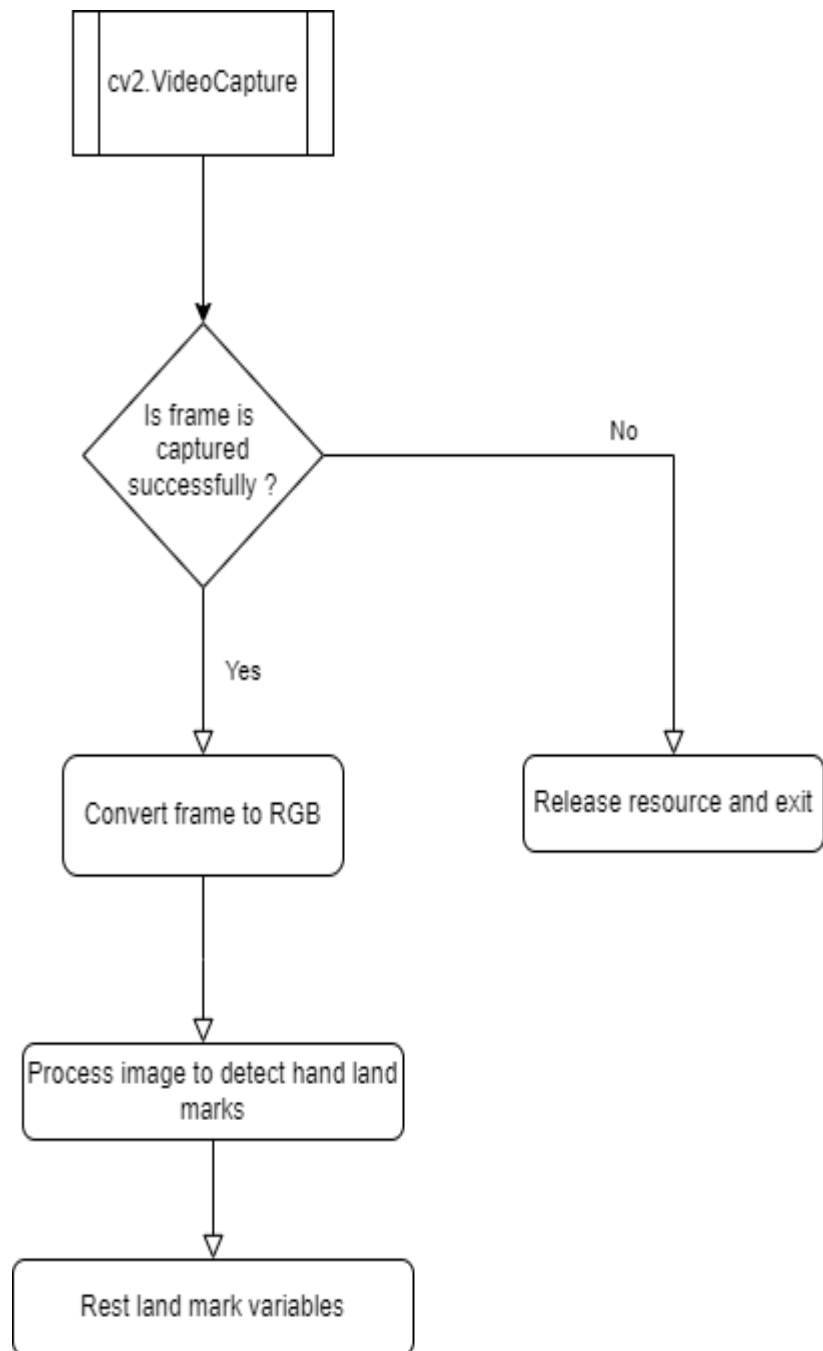 cv2.VideoCapture
Is frame is
captured
successfully ?
No
Yes
Convert frame to RGB
Release resource and exit
Process image to detect hand land
marks
Rest land mark variables